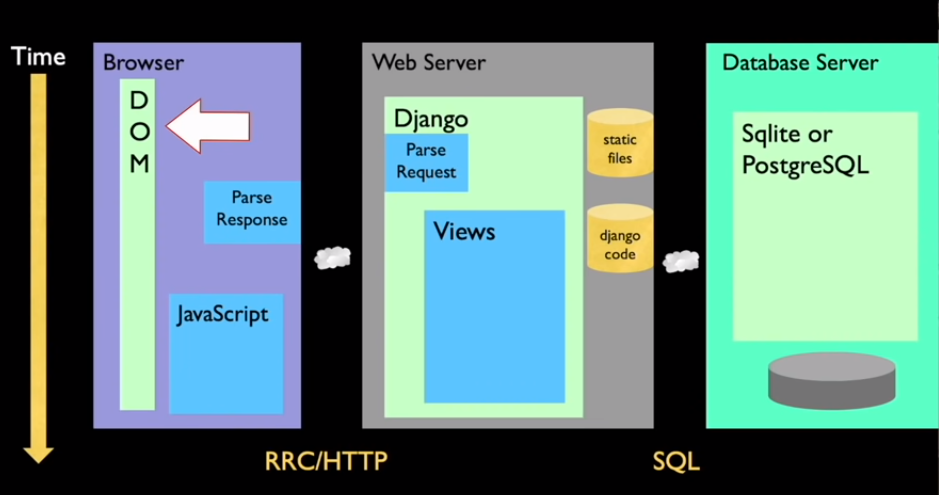 Time
Browser
D
O
M
Parse
Response
JavaScript
Web Server
Django
Parse
Request
Views
static
files
django
code
Database Server
Sqlite or
PostgreSQL
RRC/HTTP
SQL